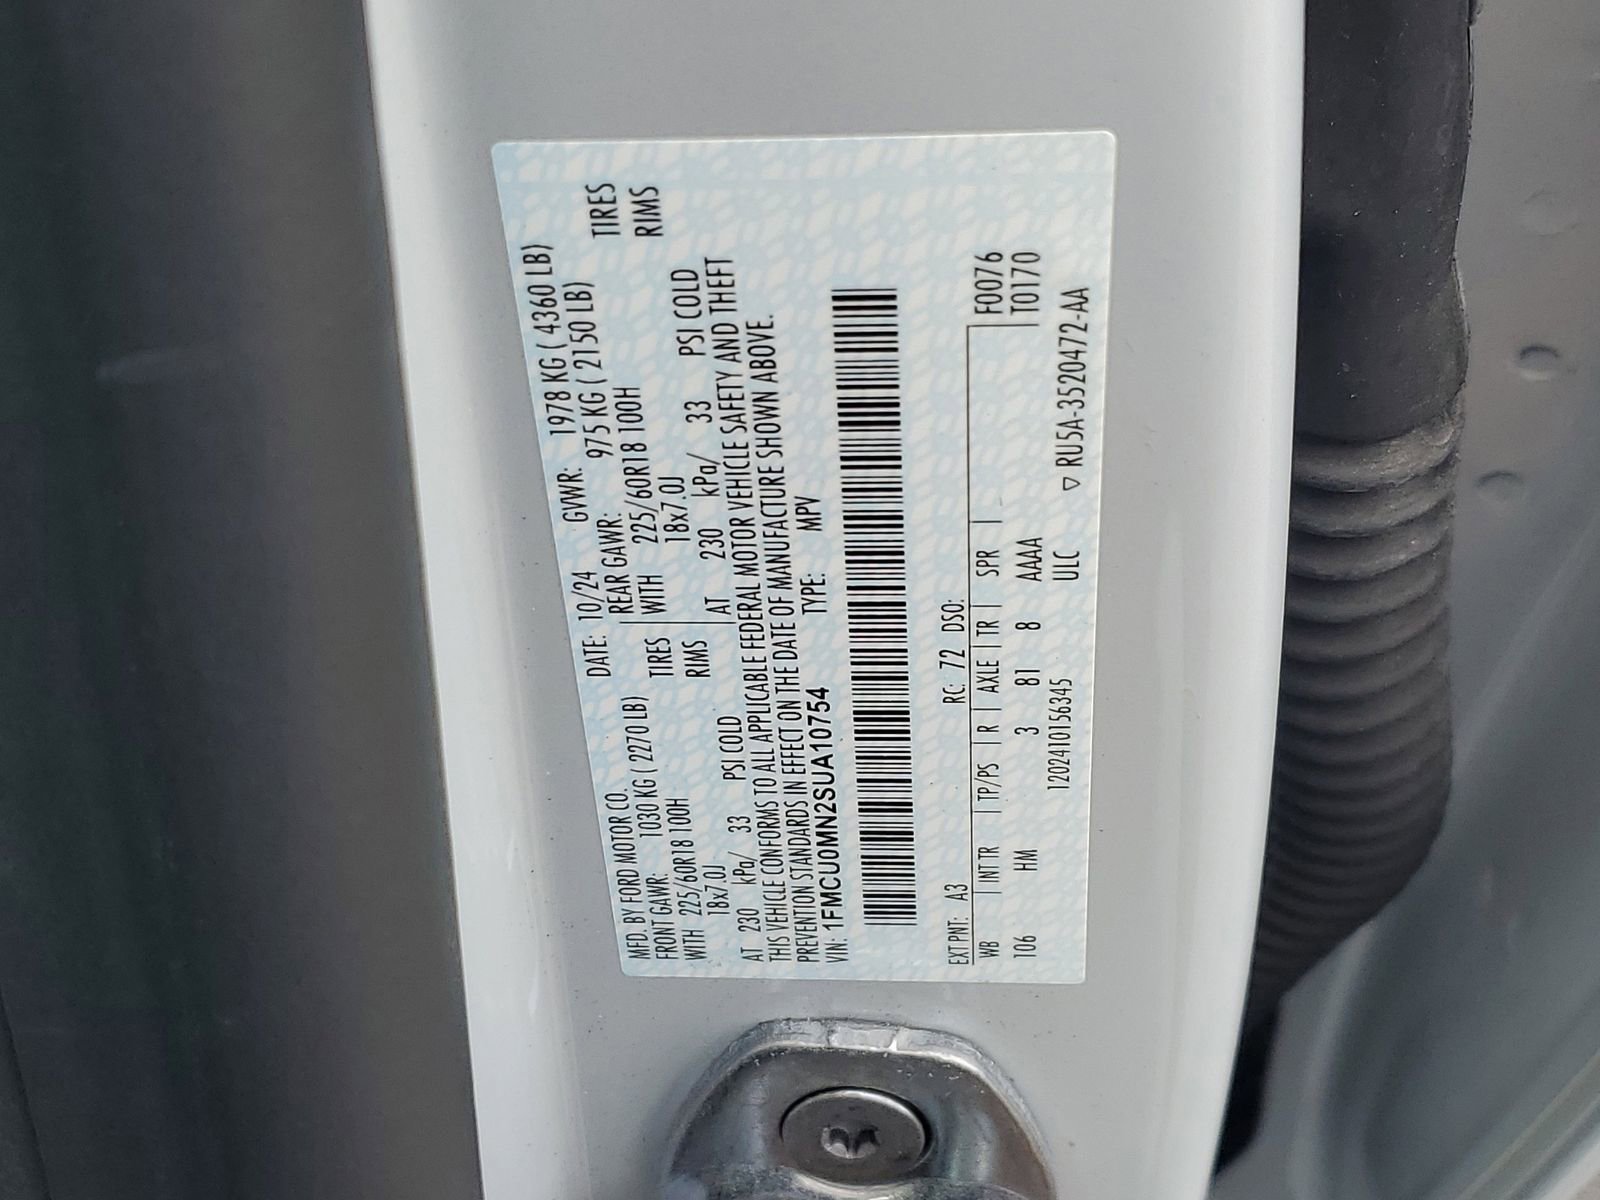 MFD. BY FORD MOTOR CO. DATE: 10/24 GVWR: 1978 KG ( 4360 LB)
FRONT GAWR: 1030 KG ( 2270 LB) REAR GAWR: 975 KG ( 2150 LB)
WITH 225/60R18 100H TIRES WITH 225/60R18 100H TIRES
18x7.0J RIMS 18x7.0J RIMS
AT 230 kPa/ 33 PSI COLD AT 230 kPa/ 33 PSI COLD
THIS VEHICLE CONFORMS TO ALL APPLICABLE FEDERAL MOTOR VEHICLE SAFETY AND THEFT
PREVENTION STANDARDS IN EFFECT ON THE DATE OF MANUFACTURE SHOWN ABOVE.
VIN: 1FMCU0MN2SUA10754 TYPE: MPV
EXT PNT: A3 RC: 72 DSO:
WB INT TR TP/PS R AXLE TR SPR F0076
106 HM 3 81 8 AAAA T0170
1202410156345 ULC ▽ RU5A-3520472-AA